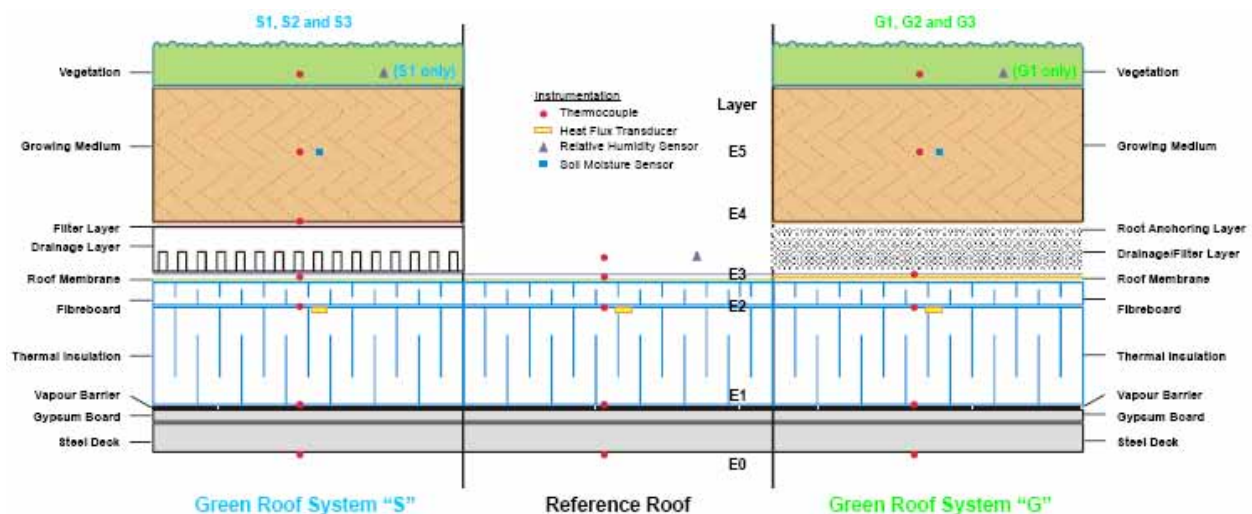 S1, S2 and S3
G1, G2 and G3
Vegetation
(S1 only)
(G1 only)
Vegetation
Instrumentation
Thermocouple
Heat Flux Transducer
Relative Humidity Sensor
Soil Moisture Sensor
Layer
Growing Medium
E5
Growing Medium
E4
Filter Layer
Root Anchoring Layer
Drainage Layer
Drainage/Filter Layer
Roof Membrane
E3
Roof Membrane
Fibreboard
E2
Fibreboard
Thermal Insulation
Thermal Insulation
Vapour Barrier
E1
Vapour Barrier
Gypsum Board
Gypsum Board
Steel Deck
Steel Deck
E0
Green Roof System “S”
Reference Roof
Green Roof System “G”